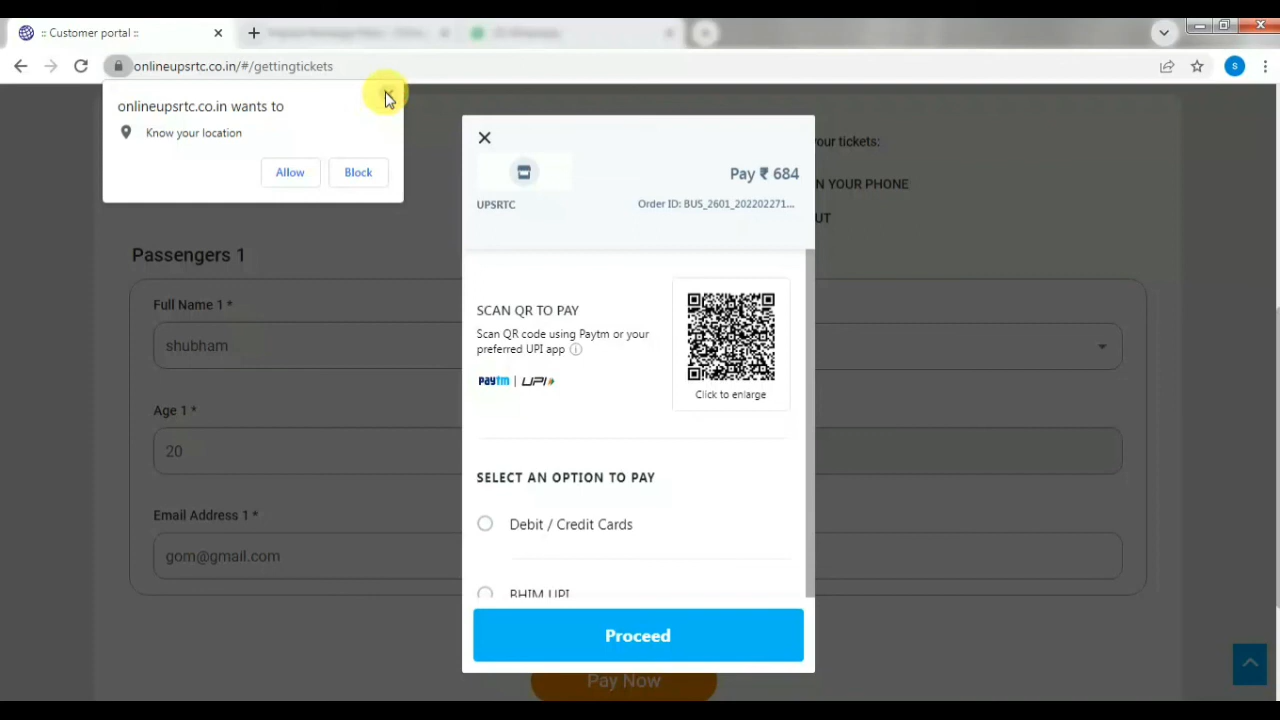 :: Customer portal ::
onlineupsrtc.co.in/#/gettingtickets
S
onlineupsrtc.co.in wants to
Know your location
Allow
Block
Pay ₹ 684
UPSRTC
Order ID: BUS_2601_202202271...
our tickets:
N YOUR PHONE
UT
Passengers 1
Full Name 1 *
shubham
Age 1 *
20
Email Address 1 *
gom@gmail.com
SCAN QR TO PAY
Scan QR code using Paytm or your
preferred UPI app
paytm | UPI
Click to enlarge
SELECT AN OPTION TO PAY
Debit / Credit Cards
BHIM UPI
Proceed
Pay Now